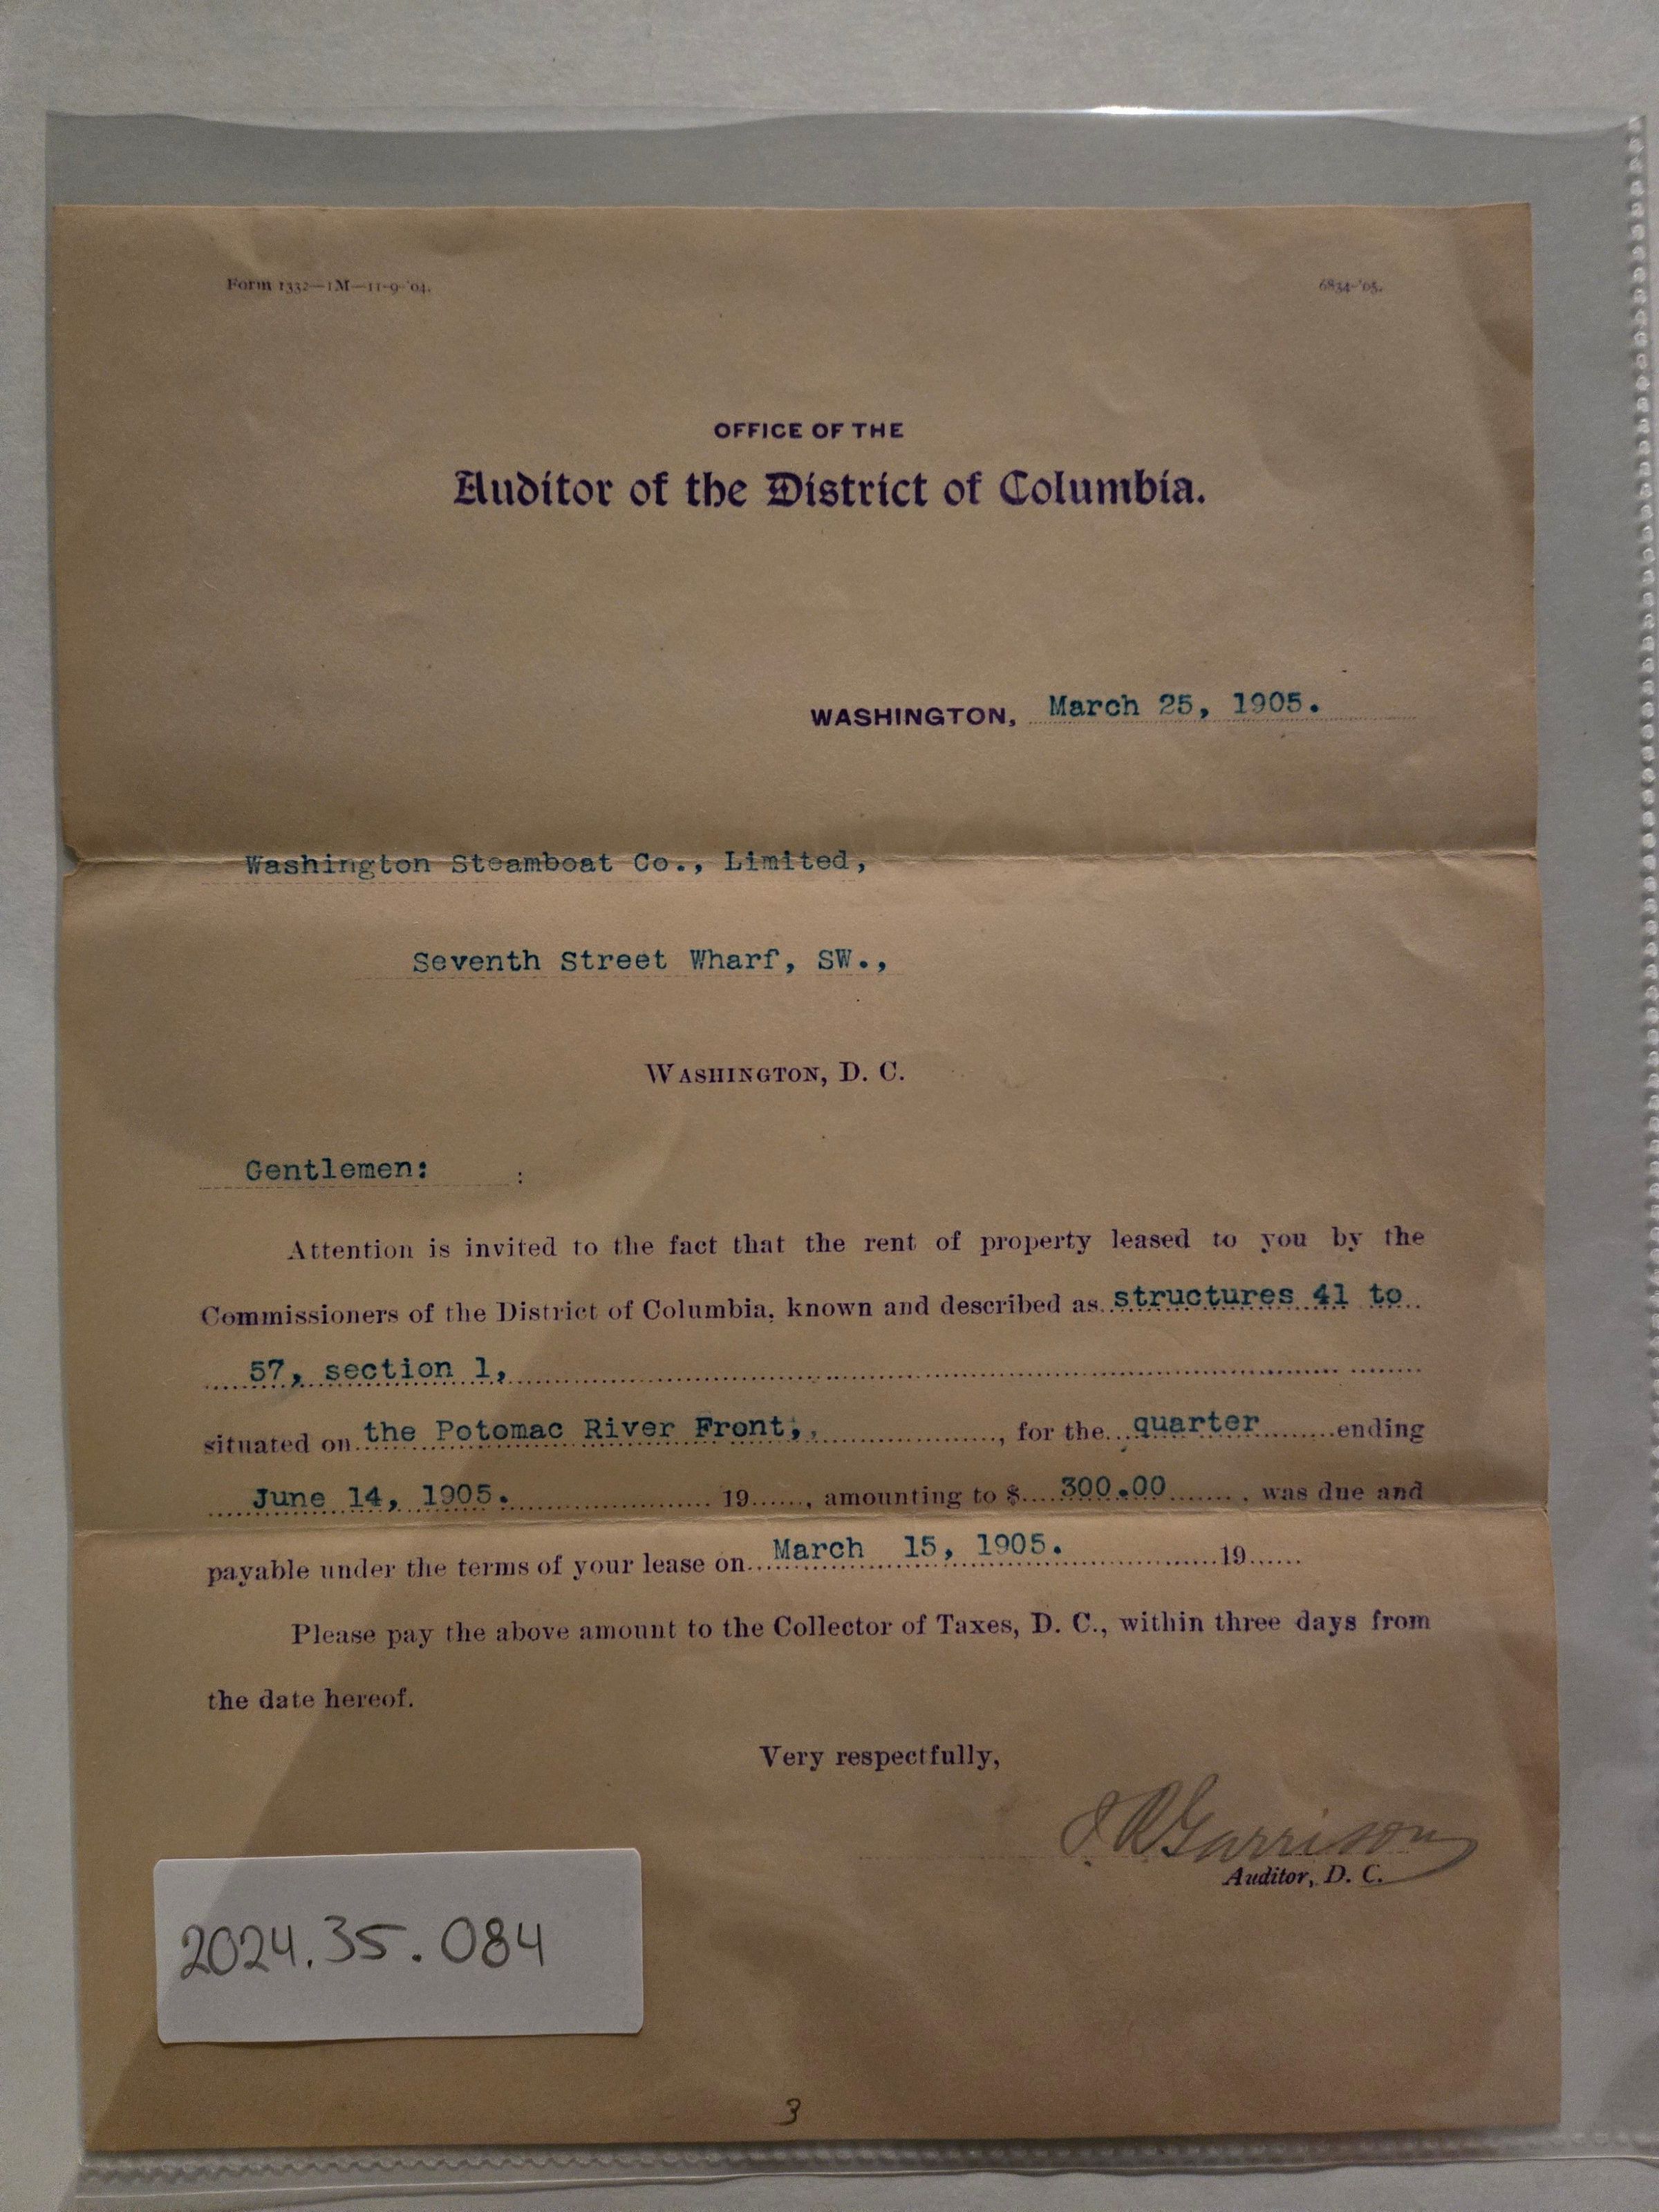 Form 1332—1M—11-9-'04.
6834-'05.
OFFICE OF THE
Auditor of the District of Columbia.
WASHINGTON, March 25, 1905.
Washington Steamboat Co., Limited,
Seventh Street Wharf, SW.,
WASHINGTON, D. C.
Gentlemen: :
Attention is invited to the fact that the rent of property leased to you by the
Commissioners of the District of Columbia, known and described as structures 41 to
57, section 1,
situated on the Potomac River Front,, , for the quarter ending
June 14, 1905. 19......, amounting to $ 300.00 , was due and
payable under the terms of your lease on March 15, 1905. 19......
Please pay the above amount to the Collector of Taxes, D. C., within three days from
the date hereof.
Very respectfully,
J R Garrison
Auditor, D. C.
2024.35.084
3